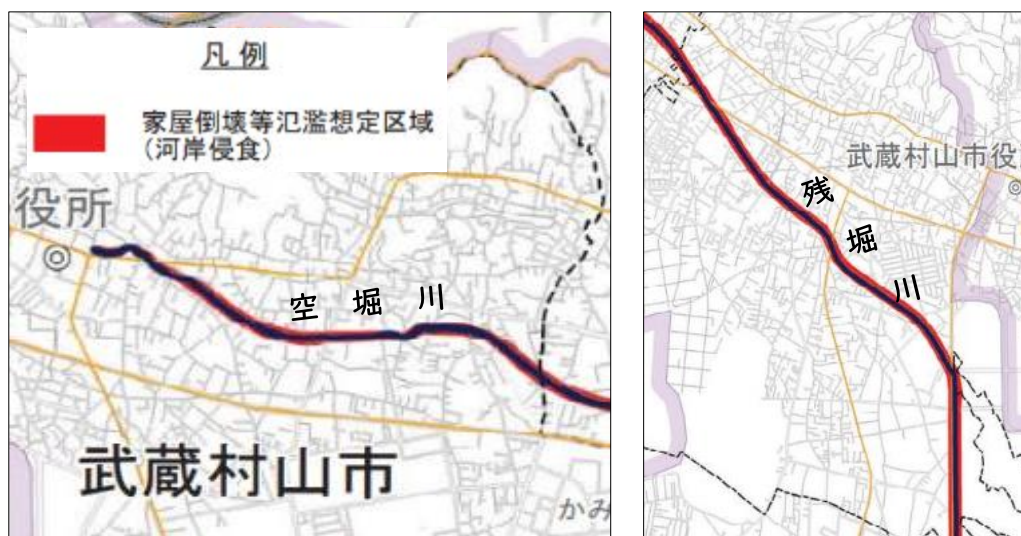 凡例
家屋倒壊等氾濫想定区域
(河岸侵食)
役所
空堀川
武蔵村山市
かみ
武蔵村山市役
残堀川